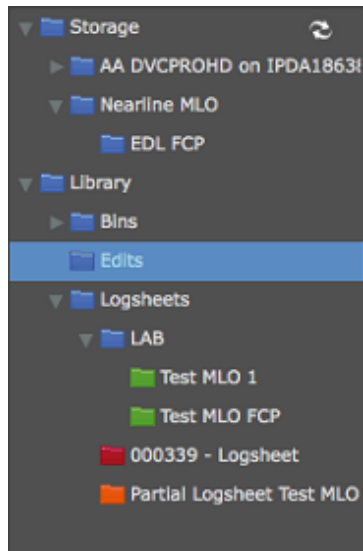 Storage
AA DVCPROHD on IPDA18638
Nearline MLO
EDL FCP
Library
Bins
Edits
Logsheets
LAB
Test MLO 1
Test MLO FCP
000339 - Logsheet
Partial Logsheet Test MLO